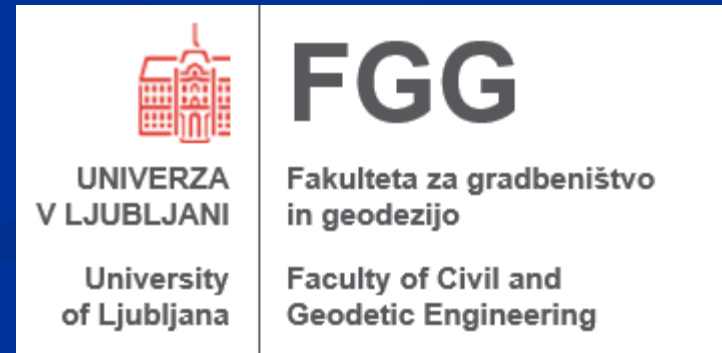 UNIVERZA
V LJUBLJANI
University
of Ljubljana
FGG
Fakulteta za gradbeništvo
in geodezijo
Faculty of Civil and
Geodetic Engineering